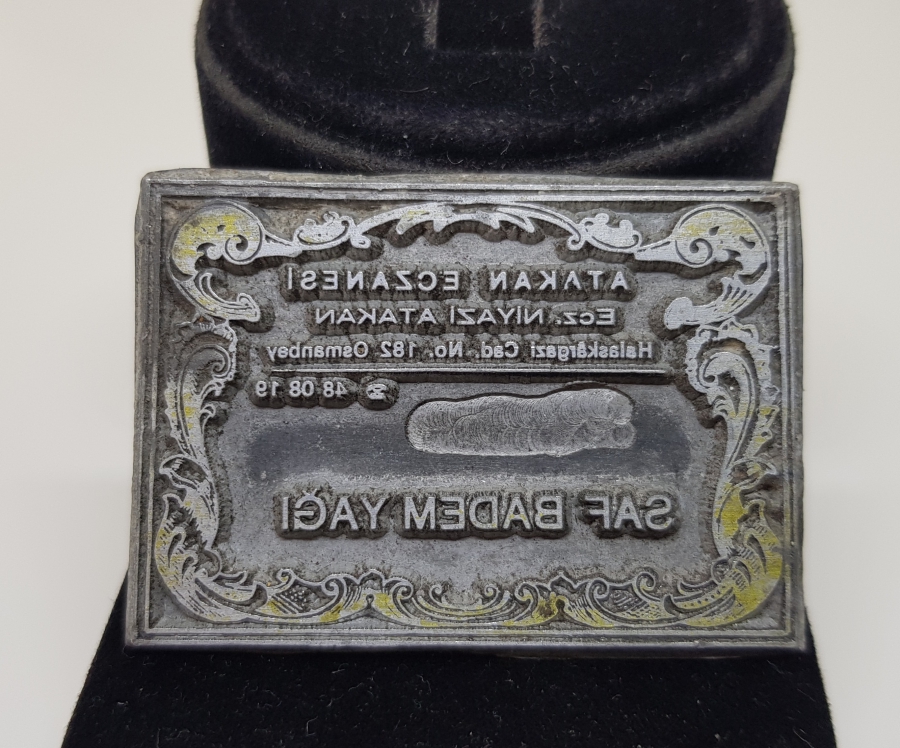 ATAKAN ECZANESİ
Ecz. NİYAZİ ATAKAN
Halaskârgazi Cad. No. 182 Osmanbey
☎ 48 08 19
SAF BADEM YAĞI